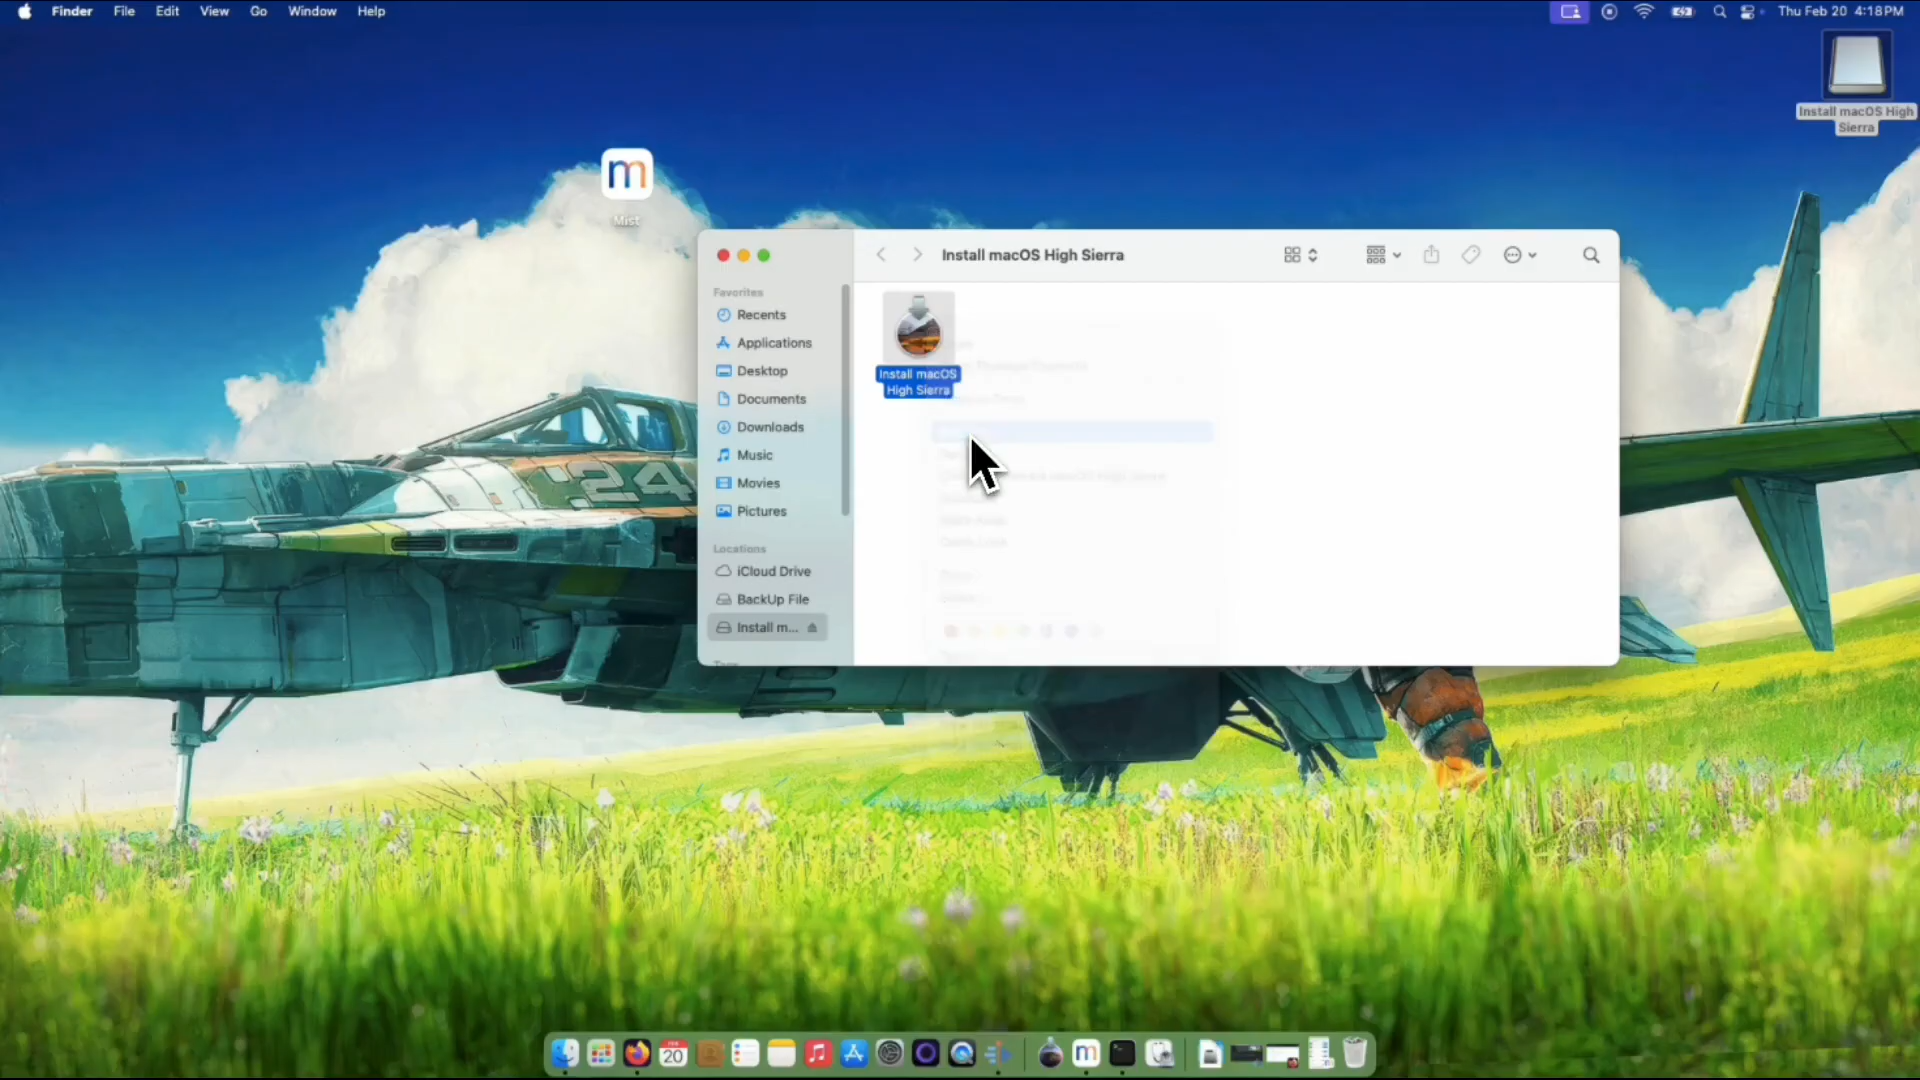 Finder File Edit View Go Window Help
Thu Feb 20 4:18 PM
Install macOS High
Sierra
m
Mist
Install macOS High Sierra
Favorites
Recents
Applications
Desktop
Documents
Downloads
Music
Movies
Pictures
Locations
iCloud Drive
BackUp File
Install m...
Install macOS
High Sierra
24
20
m